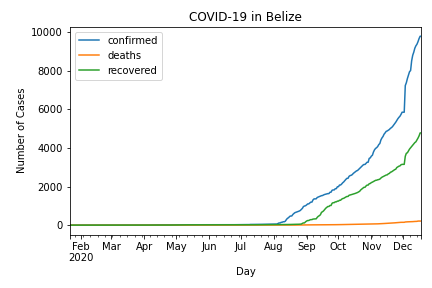 COVID-19 in Belize
confirmed
deaths
recovered
Number of Cases
10000
8000
6000
4000
2000
0
Feb Mar Apr May Jun Jul Aug Sep Oct Nov Dec
2020
Day